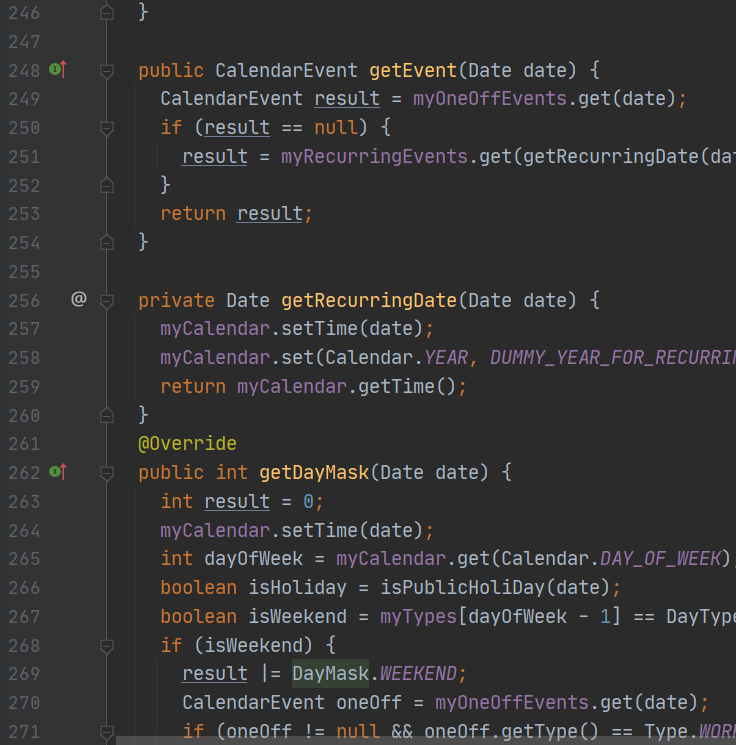 246 }
247
248 public CalendarEvent getEvent(Date date) {
249 CalendarEvent result = myOneOffEvents.get(date);
250 if (result == null) {
251 result = myRecurringEvents.get(getRecurringDate(dat
252 }
253 return result;
254 }
255
256 @ private Date getRecurringDate(Date date) {
257 myCalendar.setTime(date);
258 myCalendar.set(Calendar.YEAR, DUMMY_YEAR_FOR_RECURRIN
259 return myCalendar.getTime();
260 }
261 @Override
262 public int getDayMask(Date date) {
263 int result = 0;
264 myCalendar.setTime(date);
265 int dayOfWeek = myCalendar.get(Calendar.DAY_OF_WEEK);
266 boolean isHoliday = isPublicHoliDay(date);
267 boolean isWeekend = myTypes[dayOfWeek - 1] == DayType
268 if (isWeekend) {
269 result |= DayMask.WEEKEND;
270 CalendarEvent oneOff = myOneOffEvents.get(date);
271 if (oneOff != null && oneOff.getType() == Type.WORK